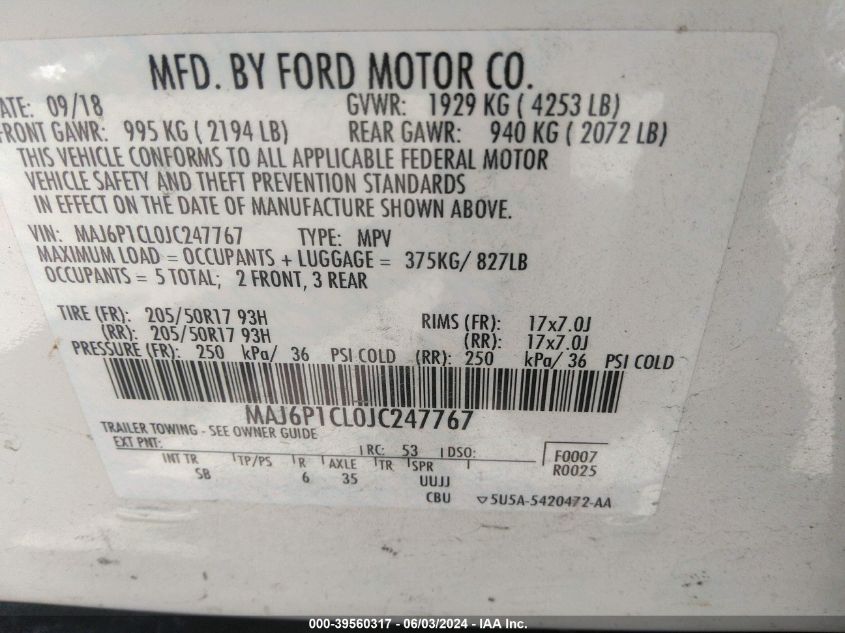 MFD. BY FORD MOTOR CO.
ATE: 09/18 GVWR: 1929 KG ( 4253 LB)
FRONT GAWR: 995 KG ( 2194 LB) REAR GAWR: 940 KG ( 2072 LB)
THIS VEHICLE CONFORMS TO ALL APPLICABLE FEDERAL MOTOR
VEHICLE SAFETY AND THEFT PREVENTION STANDARDS
IN EFFECT ON THE DATE OF MANUFACTURE SHOWN ABOVE.
VIN: MAJ6P1CL0JC247767 TYPE: MPV
MAXIMUM LOAD = OCCUPANTS + LUGGAGE = 375KG/ 827LB
OCCUPANTS = 5 TOTAL; 2 FRONT, 3 REAR
TIRE (FR): 205/50R17 93H RIMS (FR): 17x7.0J
(RR): 205/50R17 93H (RR): 17x7.0J
PRESSURE (FR): 250 kPa/ 36 PSI COLD (RR): 250 kPa/ 36 PSI COLD
MAJ6P1CL0JC247767
TRAILER TOWING - SEE OWNER GUIDE
EXT PNT: RC: 53 DSO: F0007
R0025
INT TR TP/PS R AXLE TR SPR
SB 6 35 UUJJ
CBU 5U5A-5420472-AA
000-39560317 - 06/03/2024 - IAA Inc.